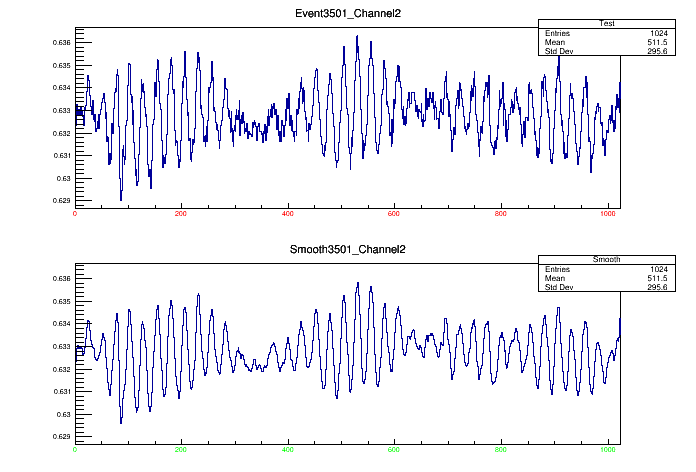 Event3501_Channel2
Test
Entries 1024
Mean 511.5
Std Dev 295.6
0.636
0.635
0.634
0.633
0.632
0.631
0.63
0.629
0 200 400 600 800 1000
Smooth3501_Channel2
Smooth
Entries 1024
Mean 511.5
Std Dev 295.6
0.636
0.635
0.634
0.633
0.632
0.631
0.63
0.629
0 200 400 600 800 1000